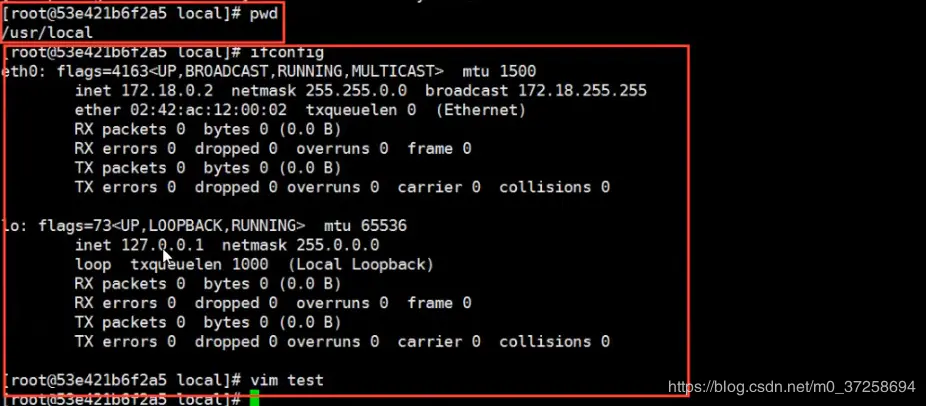 [root@53e421b6f2a5 local]# pwd
/usr/local
[root@53e421b6f2a5 local]# ifconfig
eth0: flags=4163<UP,BROADCAST,RUNNING,MULTICAST>  mtu 1500
        inet 172.18.0.2  netmask 255.255.0.0  broadcast 172.18.255.255
        ether 02:42:ac:12:00:02  txqueuelen 0  (Ethernet)
        RX packets 0  bytes 0 (0.0 B)
        RX errors 0  dropped 0  overruns 0  frame 0
        TX packets 0  bytes 0 (0.0 B)
        TX errors 0  dropped 0 overruns 0  carrier 0  collisions 0
lo: flags=73<UP,LOOPBACK,RUNNING>  mtu 65536
        inet 127.0.0.1  netmask 255.0.0.0
        loop  txqueuelen 1000  (Local Loopback)
        RX packets 0  bytes 0 (0.0 B)
        RX errors 0  dropped 0  overruns 0  frame 0
        TX packets 0  bytes 0 (0.0 B)
        TX errors 0  dropped 0 overruns 0  carrier 0  collisions 0
[root@53e421b6f2a5 local]# vim test
[root@53e421b6f2a5 local]#
https://blog.csdn.net/m0_37258694